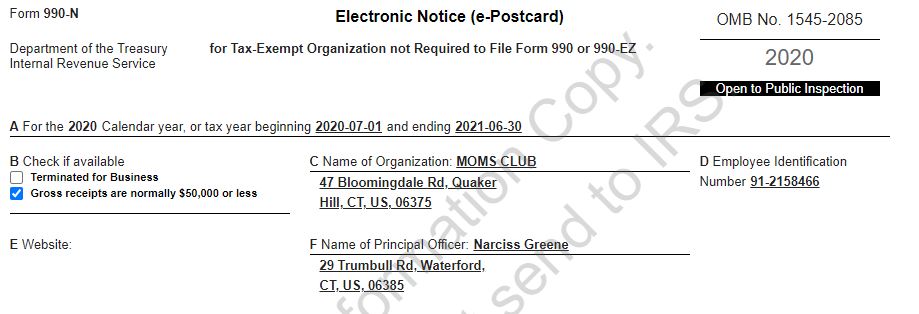 Form 990-N
Electronic Notice (e-Postcard)
OMB No. 1545-2085
Department of the Treasury
Internal Revenue Service
for Tax-Exempt Organization not Required to File Form 990 or 990-EZ
2020
Open to Public Inspection
A For the 2020 Calendar year, or tax year beginning 2020-07-01 and ending 2021-06-30
B Check if available
Terminated for Business
Gross receipts are normally $50,000 or less
C Name of Organization: MOMS CLUB
47 Bloomingdale Rd, Quaker
Hill, CT, US, 06375
D Employee Identification
Number 91-2158466
E Website:
F Name of Principal Officer: Narciss Greene
29 Trumbull Rd, Waterford,
CT, US, 06385
formation Copy.
send to IRS.